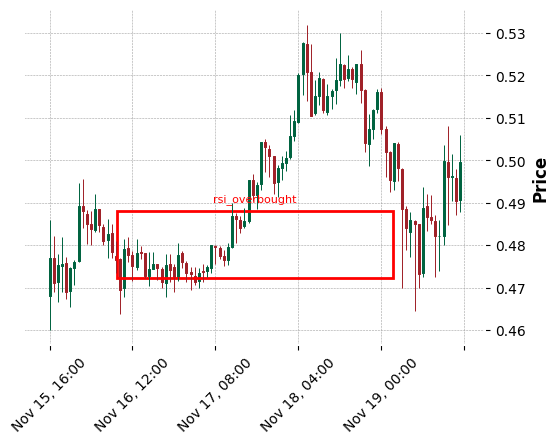 0.53
0.52
0.51
0.50
0.49
0.48
0.47
0.46
Price
rsi_overbought
Nov 15, 16:00
Nov 16, 12:00
Nov 17, 08:00
Nov 18, 04:00
Nov 19, 00:00